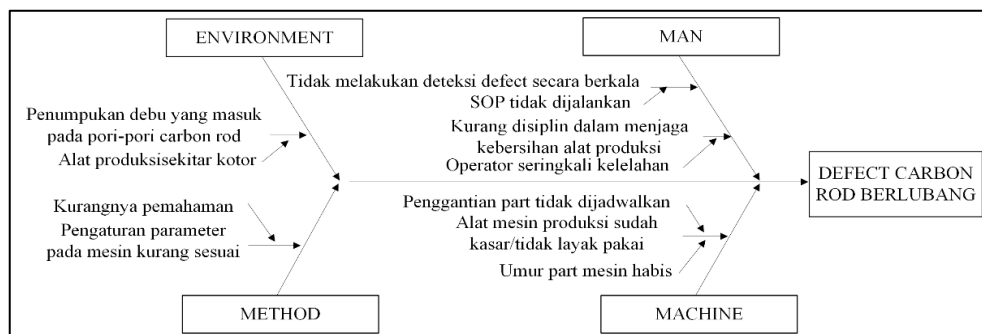 ENVIRONMENT
MAN
Tidak melakukan deteksi defect secara berkala
SOP tidak dijalankan
Penumpukan debu yang masuk
pada pori-pori carbon rod
Alat produksisekitar kotor
Kurang disiplin dalam menjaga
kebersihan alat produksi
Operator seringkali kelelahan
DEFECT CARBON
ROD BERLUBANG
Kurangnya pemahaman
Pengaturan parameter
pada mesin kurang sesuai
Penggantian part tidak dijadwalkan
Alat mesin produksi sudah
kasar/tidak layak pakai
Umur part mesin habis
METHOD
MACHINE